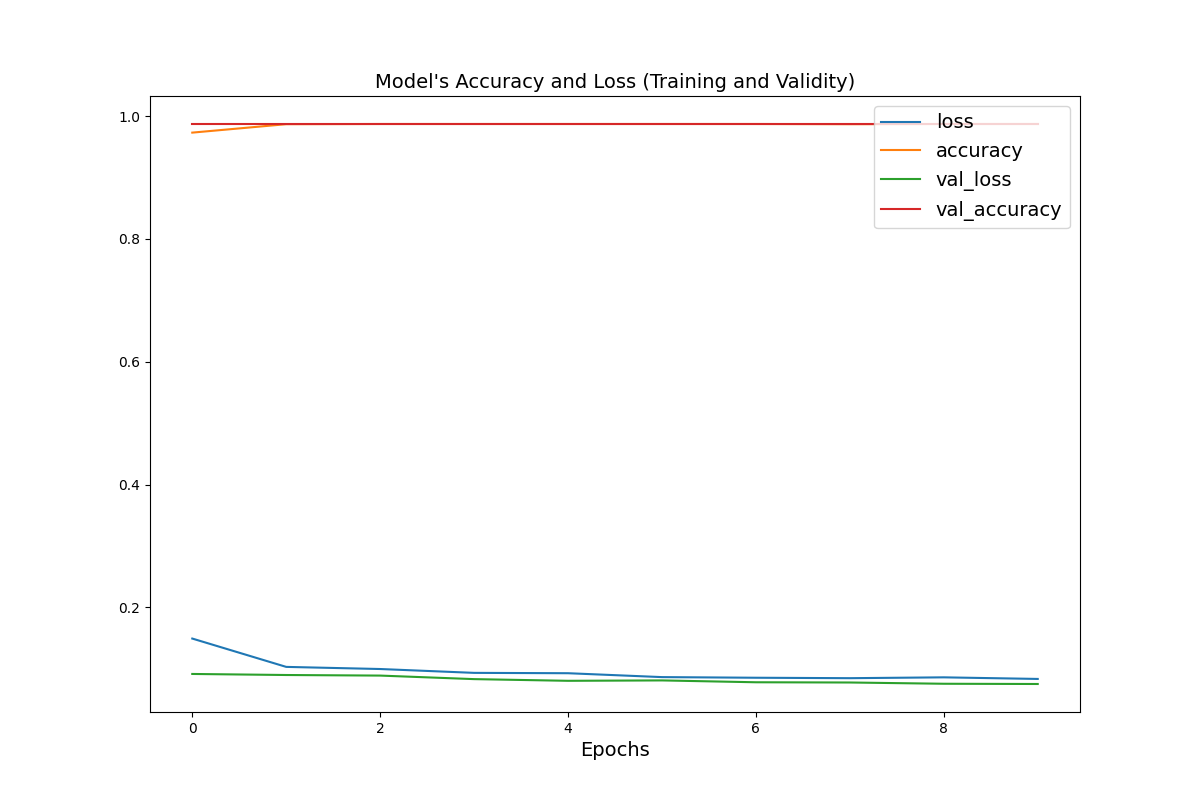 Model's Accuracy and Loss (Training and Validity)
1.0
0.8
0.6
0.4
0.2
loss
accuracy
val_loss
val_accuracy
0 2 4 6 8
Epochs